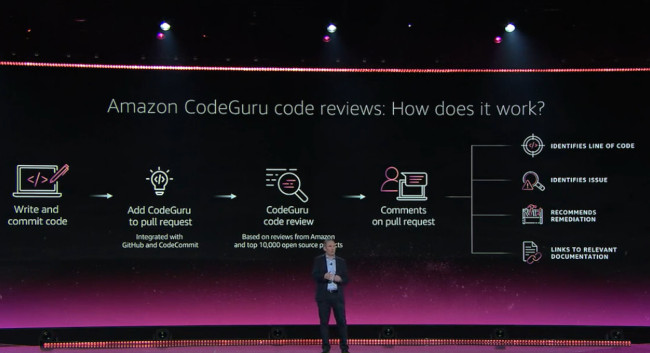 Amazon CodeGuru code reviews: How does it work?
Write and
commit code
Add CodeGuru
to pull request
Integrated with
GitHub and CodeCommit
CodeGuru
code review
Based on reviews from Amazon
and top 10,000 open source projects
Comments
on pull request
IDENTIFIES LINE OF CODE
IDENTIFIES ISSUE
RECOMMENDS
REMEDIATION
LINKS TO RELEVANT
DOCUMENTATION